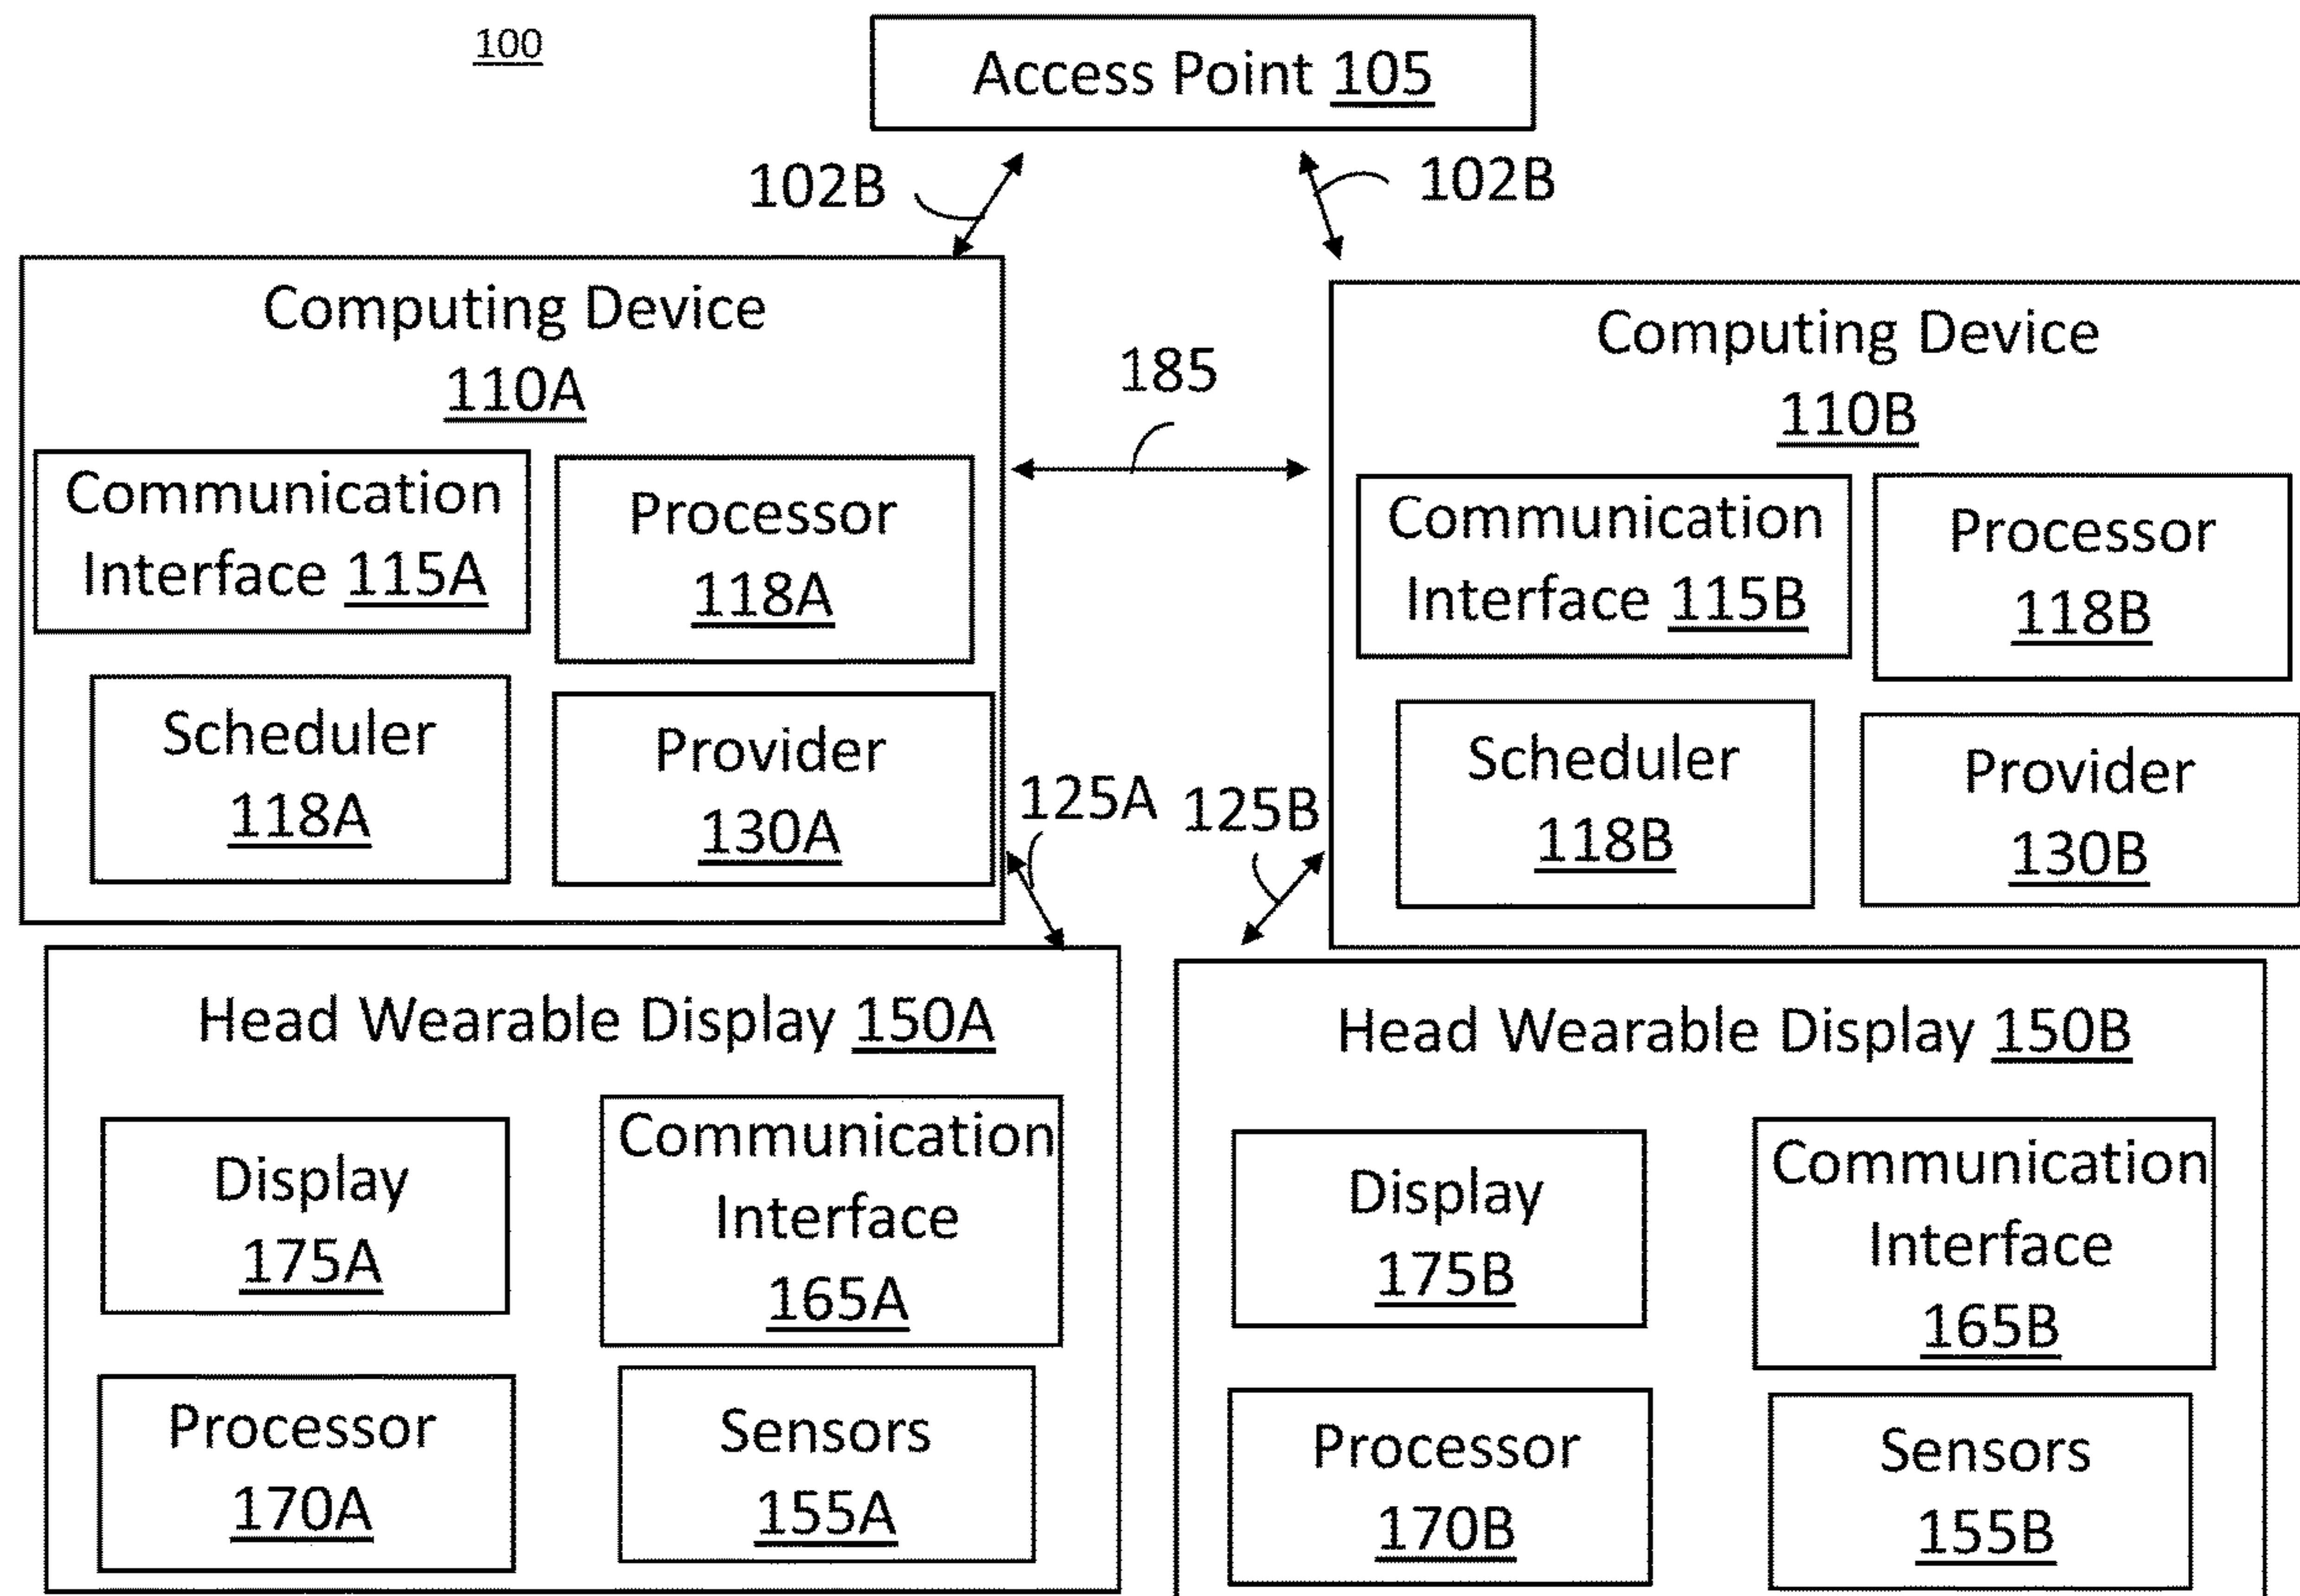 100
Access Point 105
102B
102B
Computing Device
110A
Communication
Interface 115A
Processor
118A
Scheduler
118A
Provider
130A
185
Computing Device
110B
Communication
Interface 115B
Processor
118B
Scheduler
118B
Provider
130B
125A
125B
Head Wearable Display 150A
Display
175A
Communication
Interface
165A
Processor
170A
Sensors
155A
Head Wearable Display 150B
Display
175B
Communication
Interface
165B
Processor
170B
Sensors
155B